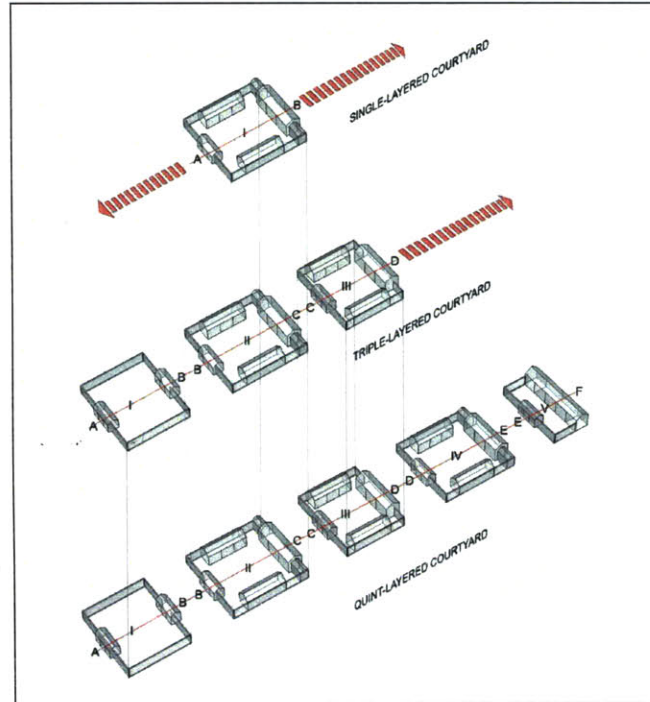 B
SINGLE-LAYERED COURTYARD
I
A
D
III
C C
TRIPLE-LAYERED COURTYARD
II
B B
I
A
F
V
E E
IV
D D
III
C C
QUINT-LAYERED COURTYARD
II
B B
I
A